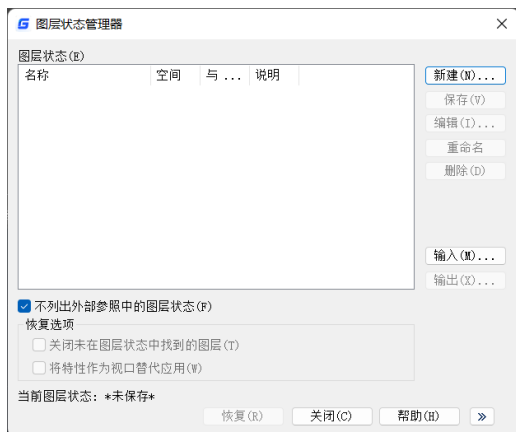 图层状态管理器
图层状态(E)
名称 空间 与 ... 说明
新建(N)...
保存(V)
编辑(I)...
重命名
删除(D)
输入(M)...
输出(X)...
不列出外部参照中的图层状态(F)
恢复选项
关闭未在图层状态中找到的图层(T)
将特性作为视口替代应用(W)
当前图层状态: *未保存*
恢复(R) 关闭(C) 帮助(H) »